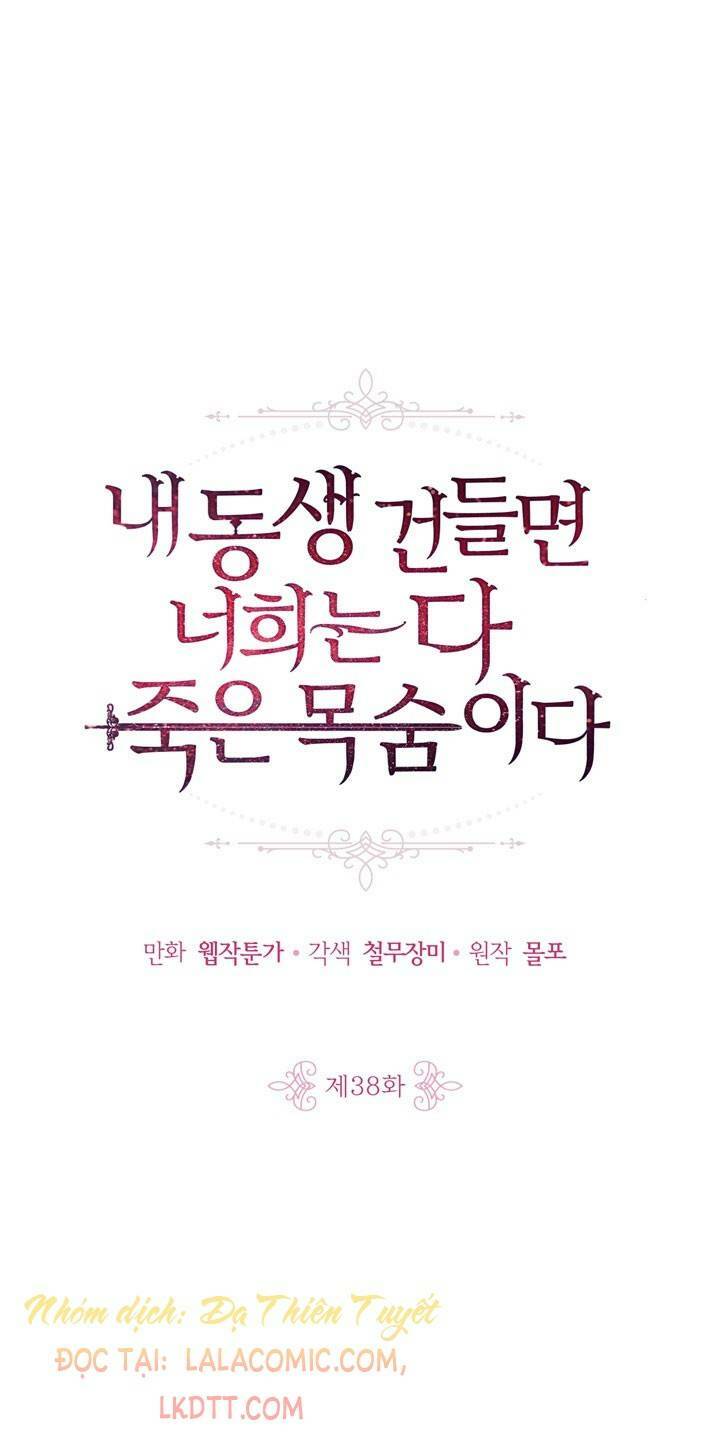 내 동생 건들면
너희는 다
죽은 목숨이다
만화 웹작툰가 • 각색 철무장미 • 원작 몰포
제38화
Nhóm dịch: Dạ Thiên Tuyết
ĐỌC TẠI: LALACOMIC.COM,
LKDTT.COM